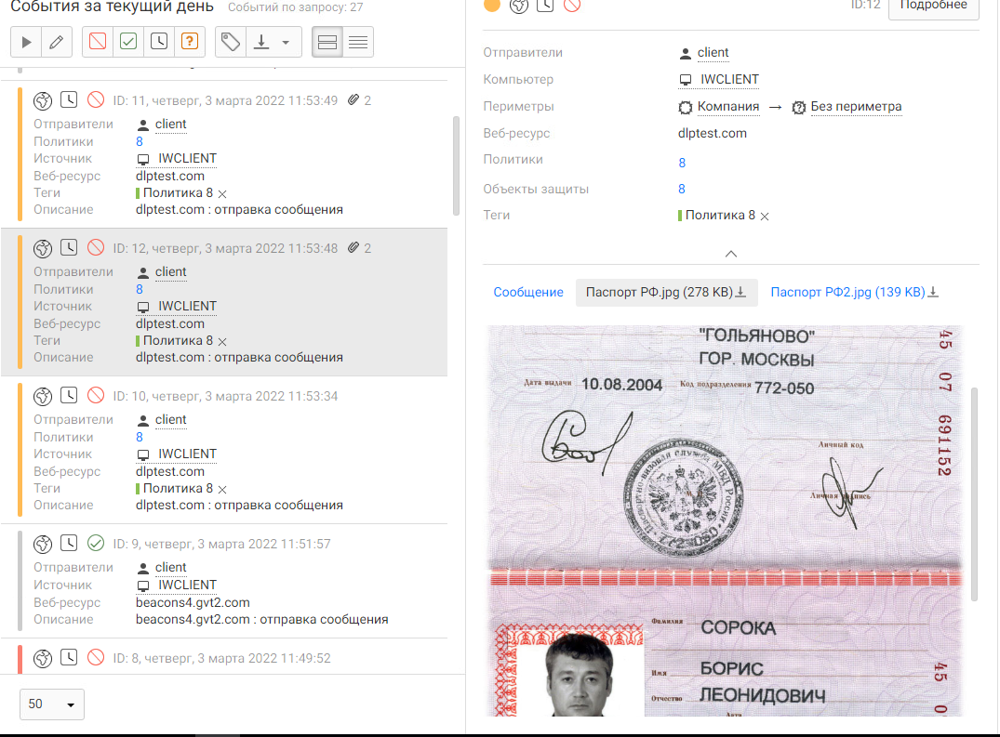 События за текущий день Событий по запросу: 27
ID: 11, четверг, 3 марта 2022 11:53:49 2
Отправители client
Политики 8
Источник IWCLIENT
Веб-ресурс dlptest.com
Теги Политика 8
Описание dlptest.com : отправка сообщения
ID: 12, четверг, 3 марта 2022 11:53:48 2
Отправители client
Политики 8
Источник IWCLIENT
Веб-ресурс dlptest.com
Теги Политика 8
Описание dlptest.com : отправка сообщения
ID: 10, четверг, 3 марта 2022 11:53:34
Отправители client
Политики 8
Источник IWCLIENT
Веб-ресурс dlptest.com
Теги Политика 8
Описание dlptest.com : отправка сообщения
ID: 9, четверг, 3 марта 2022 11:51:57
Отправители client
Источник IWCLIENT
Веб-ресурс beacons4.gvt2.com
Описание beacons4.gvt2.com : отправка сообщения
ID: 8, четверг, 3 марта 2022 11:49:52
50
ID:12 Подробнее
Отправители client
Компьютер IWCLIENT
Периметры Компания → Без периметра
Веб-ресурс dlptest.com
Политики 8
Объекты защиты 8
Теги Политика 8
Сообщение Паспорт РФ.jpg (278 KB) Паспорт РФ2.jpg (139 KB)
"ГОЛЬЯНОВО"
ГОР. МОСКВЫ
Дата выдачи 10.08.2004 Код подразделения 772-050
Личный код
Личная подпись
45 07 691152
Паспортно-визовая служба МВД России
772-050
Фамилия СОРОКА
Имя БОРИС
Отчество ЛЕОНИДОВИЧ
Дата
45 0